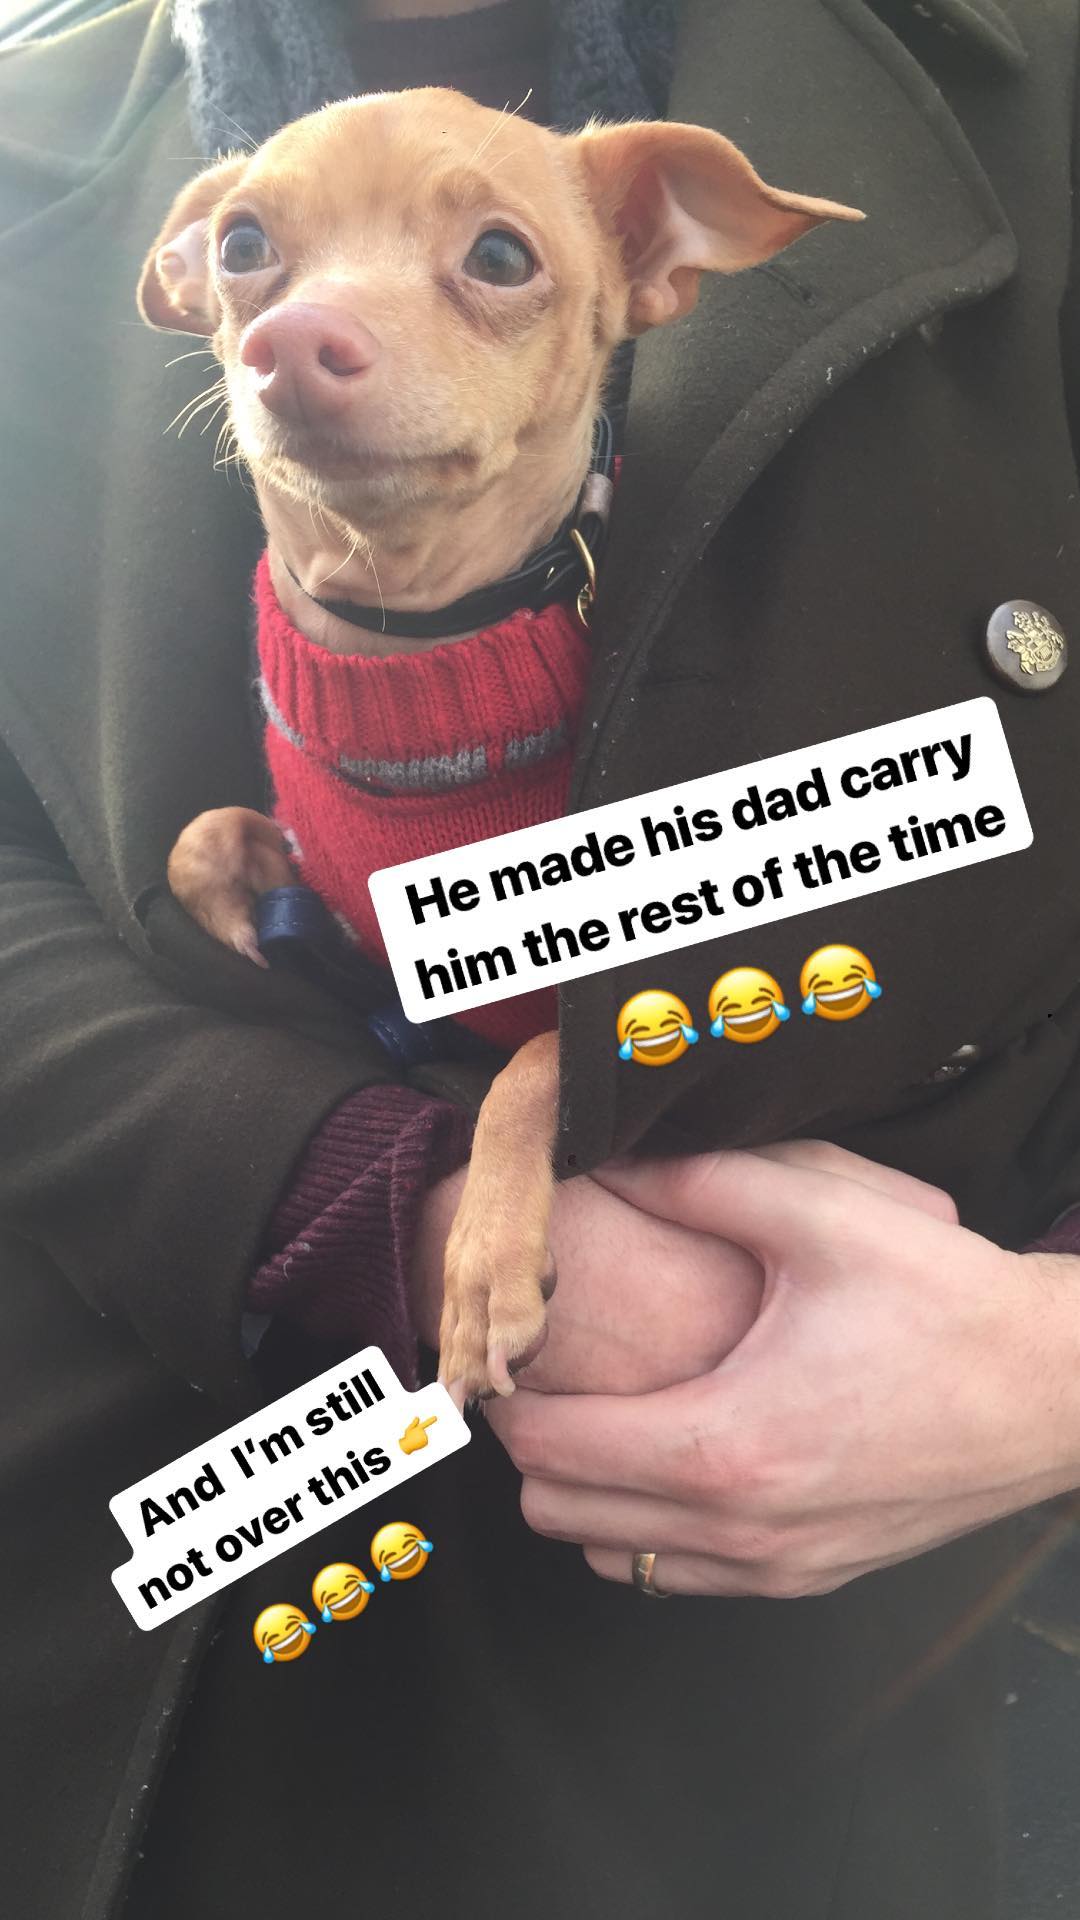 He made his dad carry
him the rest of the time
😂😂😂
And I'm still
not over this 👉
😂😂😂